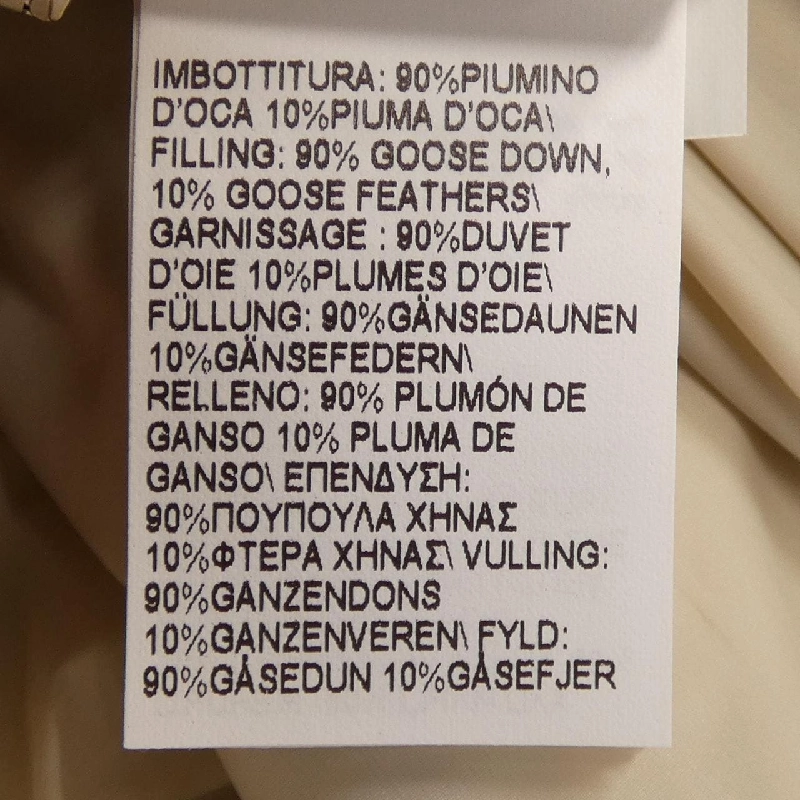 IMBOTTITURA: 90%PIUMINO
D'OCA 10%PIUMA D'OCA\
FILLING: 90% GOOSE DOWN,
10% GOOSE FEATHERS\
GARNISSAGE : 90%DUVET
D'OIE 10%PLUMES D'OIE\
FÜLLUNG: 90%GÄNSEDAUNEN
10%GÄNSEFEDERN\
RELLENO: 90% PLUMÓN DE
GANSO 10% PLUMA DE
GANSO\ ΕΠΕΝΔΥΣΗ:
90%ΠΟΥΠΟΥΛΑ ΧΗΝΑΣ
10%ΦΤΕΡΑ ΧΗΝΑΣ\ VULLING:
90%GANZENDONS
10%GANZENVEREN\ FYLD:
90%GÅSEDUN 10%GÅSEFJER